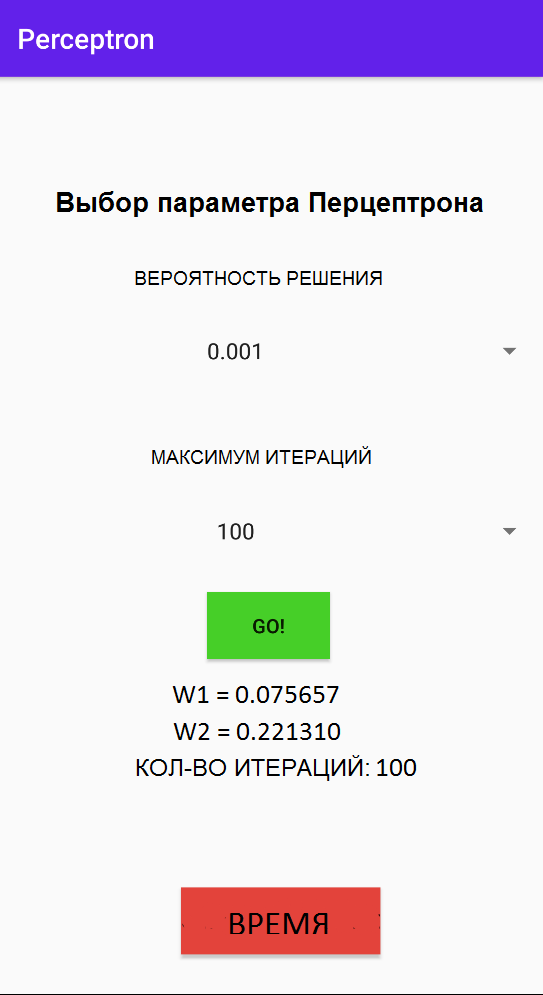 Perceptron
Выбор параметра Перцептрона
ВЕРОЯТНОСТЬ РЕШЕНИЯ
0.001
МАКСИМУМ ИТЕРАЦИЙ
100
GO!
W1 = 0.075657
W2 = 0.221310
КОЛ-ВО ИТЕРАЦИЙ: 100
ВРЕМЯ